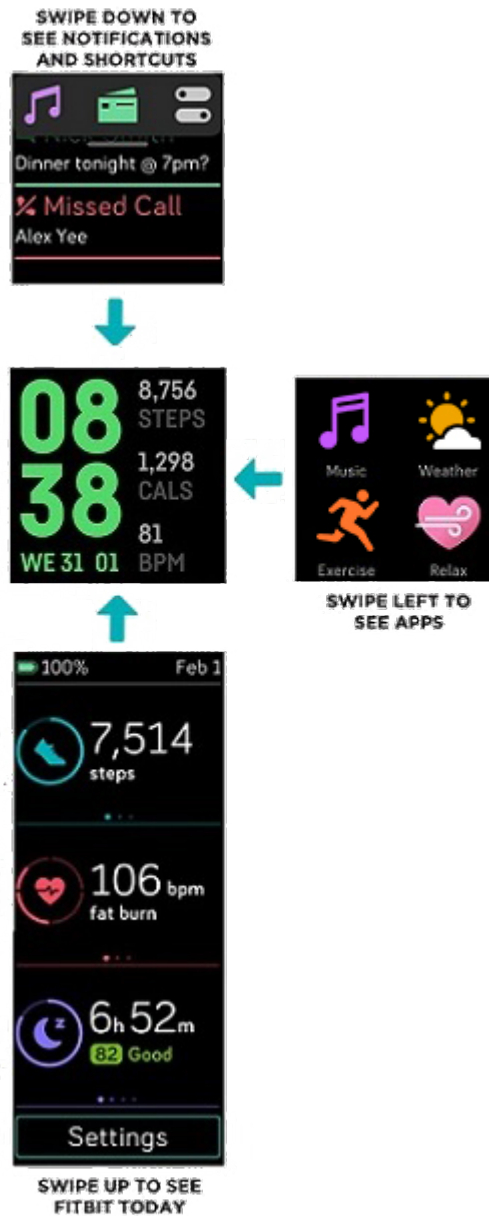 SWIPE DOWN TO
SEE NOTIFICATIONS
AND SHORTCUTS
Dinner tonight @ 7pm?
Missed Call
Alex Yee
08
38
WE 31 01
8,756
STEPS
1,298
CALS
81
BPM
Music Weather
Exercise Relax
SWIPE LEFT TO
SEE APPS
100% Feb 1
7,514
steps
106 bpm
fat burn
6h 52m
82 Good
Settings
SWIPE UP TO SEE
FITBIT TODAY